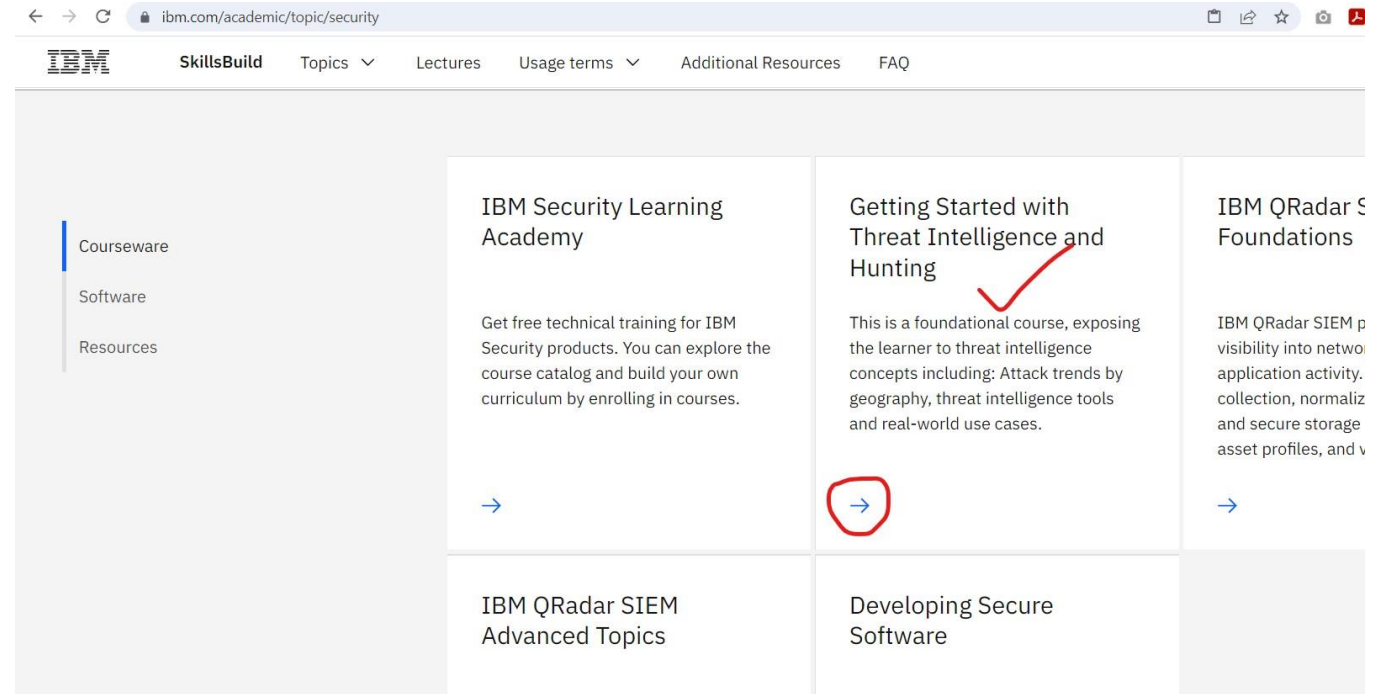 ibm.com/academic/topic/security
IBM
SkillsBuild
Topics
Lectures
Usage terms
Additional Resources
FAQ
Courseware
Software
Resources
IBM Security Learning
Academy
Get free technical training for IBM
Security products. You can explore the
course catalog and build your own
curriculum by enrolling in courses.
Getting Started with
Threat Intelligence and
Hunting
This is a foundational course, exposing
the learner to threat intelligence
concepts including: Attack trends by
geography, threat intelligence tools
and real-world use cases.
IBM QRadar S
Foundations
IBM QRadar SIEM p
visibility into netwo
application activity.
collection, normaliz
and secure storage
asset profiles, and v
IBM QRadar SIEM
Advanced Topics
Developing Secure
Software